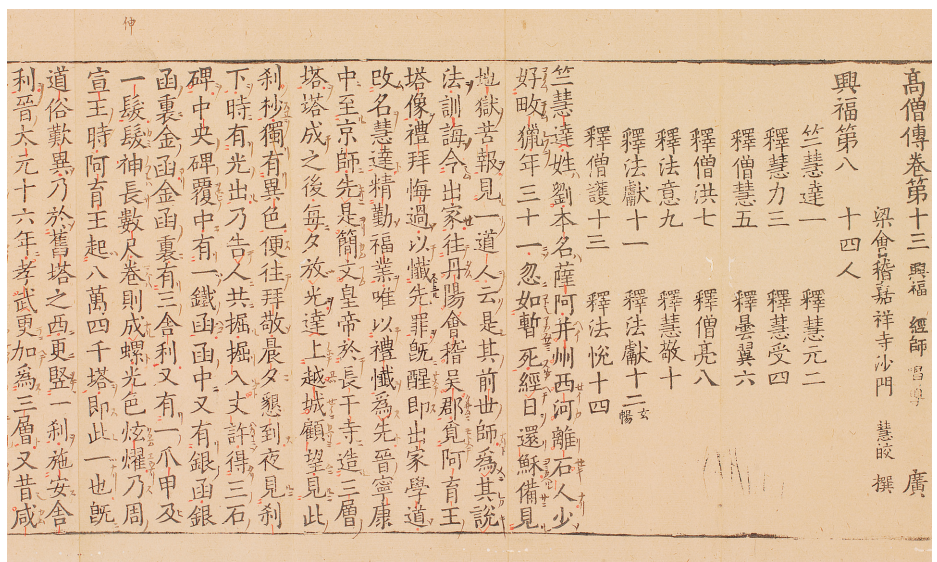 高僧傳卷第十三 興福 經師 唱導 廣
梁會稽嘉祥寺沙門 慧皎 撰
興福第八 十四人
竺慧達一 釋慧元二
釋慧力三 釋慧受四
釋僧慧五 釋曇翼六
釋僧洪七 釋僧亮八
釋法意九 釋慧敬十
釋法獻十一 釋法獻十二玄暢
釋僧護十三 釋法悅十四
竺慧達姓劉本名薩阿并州西河離石人少
好畋獵年三十一忽如暫死經日還穌備見
地獄苦報見一道人云是其前世師為其說
法訓誨令出家往丹陽會稽吳郡覓阿育王
塔像禮拜悔過以懺先罪既醒即出家學道
改名慧達精勤福業唯以禮懺為先晉寧康
中至京師先是簡文皇帝於長干寺造三層
塔塔成之後每夕放光達上越城顧望見此
剎杪獨有異色便往拜敬晨夕懇到夜見剎
下時有光出乃告人共掘掘入丈許得三石
碑中央碑覆中有一鐵函函中又有銀函銀
函裏金函金函裏有三舍利又有一爪甲及
一髮髮神長數尺卷則成螺光色炫燿乃周
宣王時阿育王起八萬四千塔即此一也既
道俗歎異乃於舊塔之西更竪一剎施安舍
利晉太元十六年孝武更加為三層又昔咸
伸